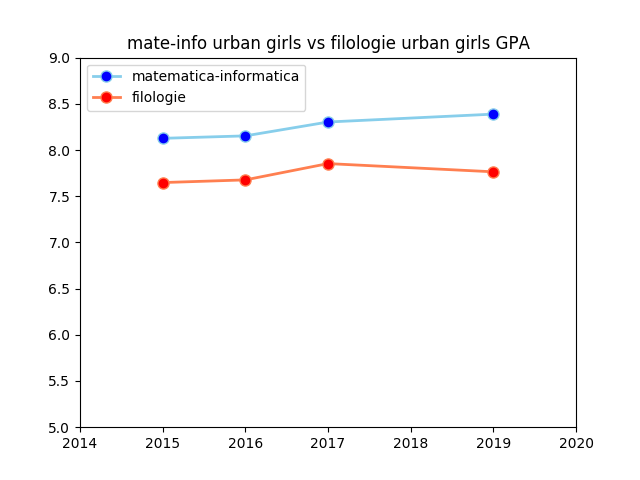 mate-info urban girls vs filologie urban girls GPA
matematica-informatica
filologie
9.0
8.5
8.0
7.5
7.0
6.5
6.0
5.5
5.0
2014 2015 2016 2017 2018 2019 2020